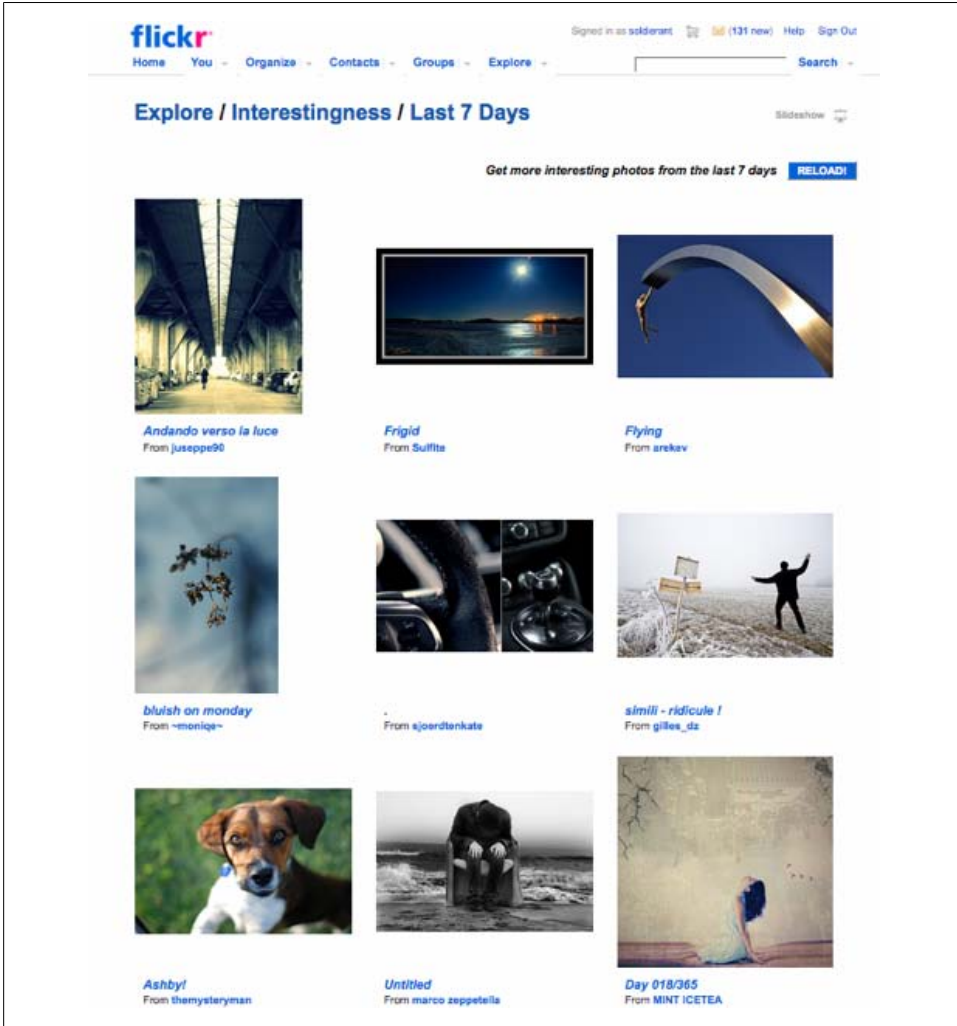 flickr
Signed in as soldierant (131 new) Help Sign Out
Home You Organize Contacts Groups Explore Search
Explore / Interestingness / Last 7 Days
Slideshow
Get more interesting photos from the last 7 days RELOAD!
Andando verso la luce Frigid Flying
From juseppe90 From Sulfite From arekev
bluish on monday . simili - ridicule !
From ~moniqe~ From sjoerdtenkate From gilles_dz
Ashby! Untitled Day 018/365
From themysteryman From marco zeppetella From MINT ICETEA